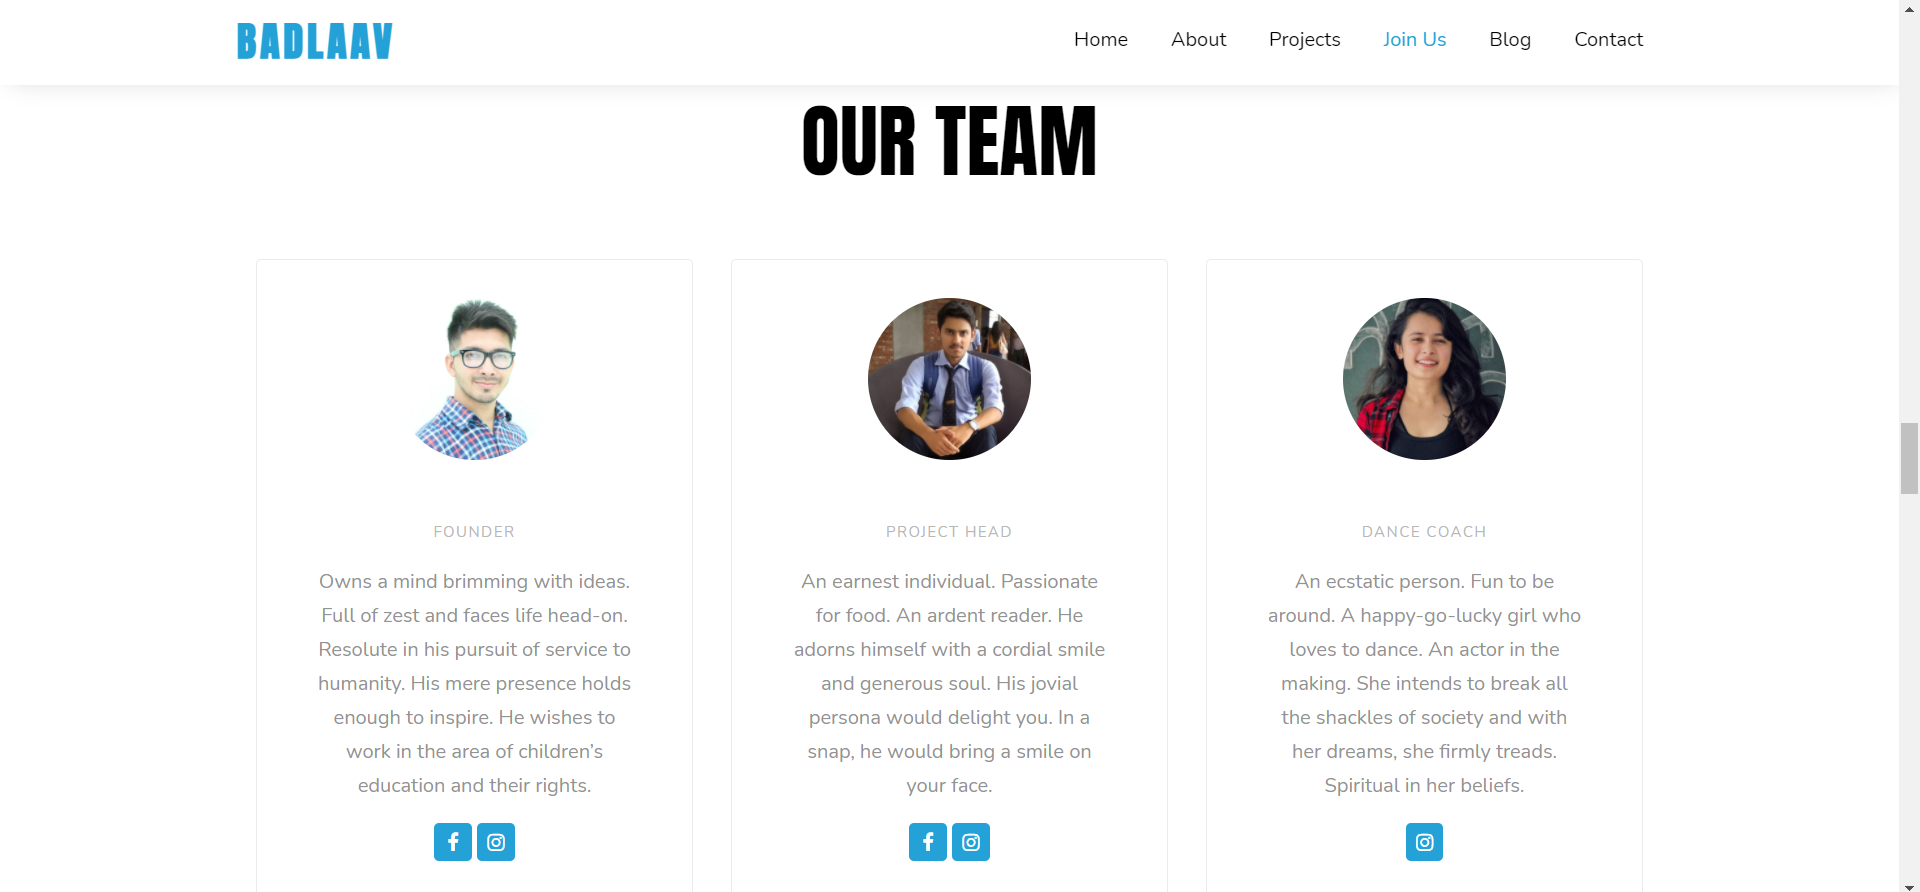 BADLAAV
Home About Projects Join Us Blog Contact
OUR TEAM
FOUNDER
Owns a mind brimming with ideas.
Full of zest and faces life head-on.
Resolute in his pursuit of service to
humanity. His mere presence holds
enough to inspire. He wishes to
work in the area of children’s
education and their rights.
PROJECT HEAD
An earnest individual. Passionate
for food. An ardent reader. He
adorns himself with a cordial smile
and generous soul. His jovial
persona would delight you. In a
snap, he would bring a smile on
your face.
DANCE COACH
An ecstatic person. Fun to be
around. A happy-go-lucky girl who
loves to dance. An actor in the
making. She intends to break all
the shackles of society and with
her dreams, she firmly treads.
Spiritual in her beliefs.